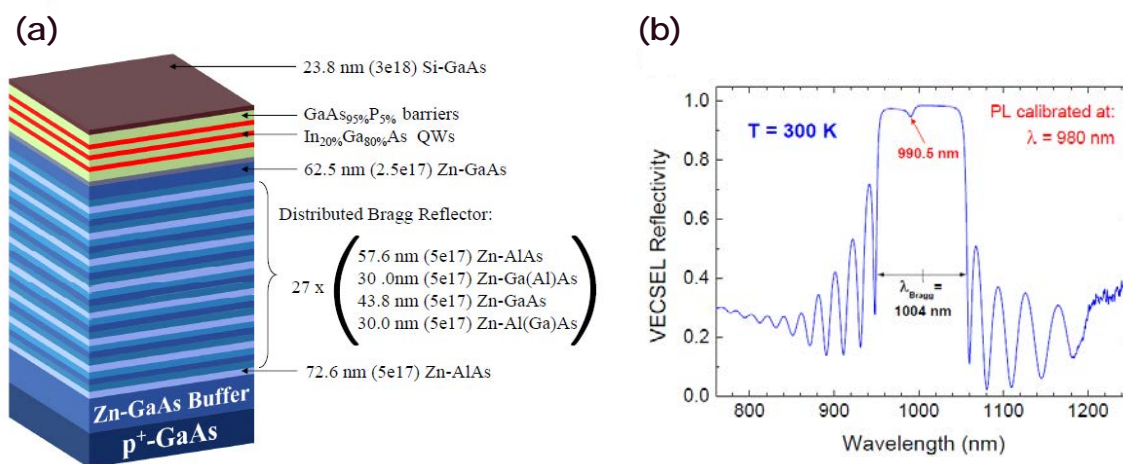 (a)
23.8 nm (3e18) Si-GaAs
GaAs95%P5% barriers
In20%Ga80%As QWs
62.5 nm (2.5e17) Zn-GaAs
Distributed Bragg Reflector:
27 x
57.6 nm (5e17) Zn-AlAs
30 .0nm (5e17) Zn-Ga(Al)As
43.8 nm (5e17) Zn-GaAs
30.0 nm (5e17) Zn-Al(Ga)As
72.6 nm (5e17) Zn-AlAs
Zn-GaAs Buffer
p+-GaAs
(b)
VECSEL Reflectivity
1.0
0.8
0.6
0.4
0.2
0.0
T = 300 K
990.5 nm
PL calibrated at:
λ = 980 nm
λBragg =
1004 nm
800 900 1000 1100 1200
Wavelength (nm)